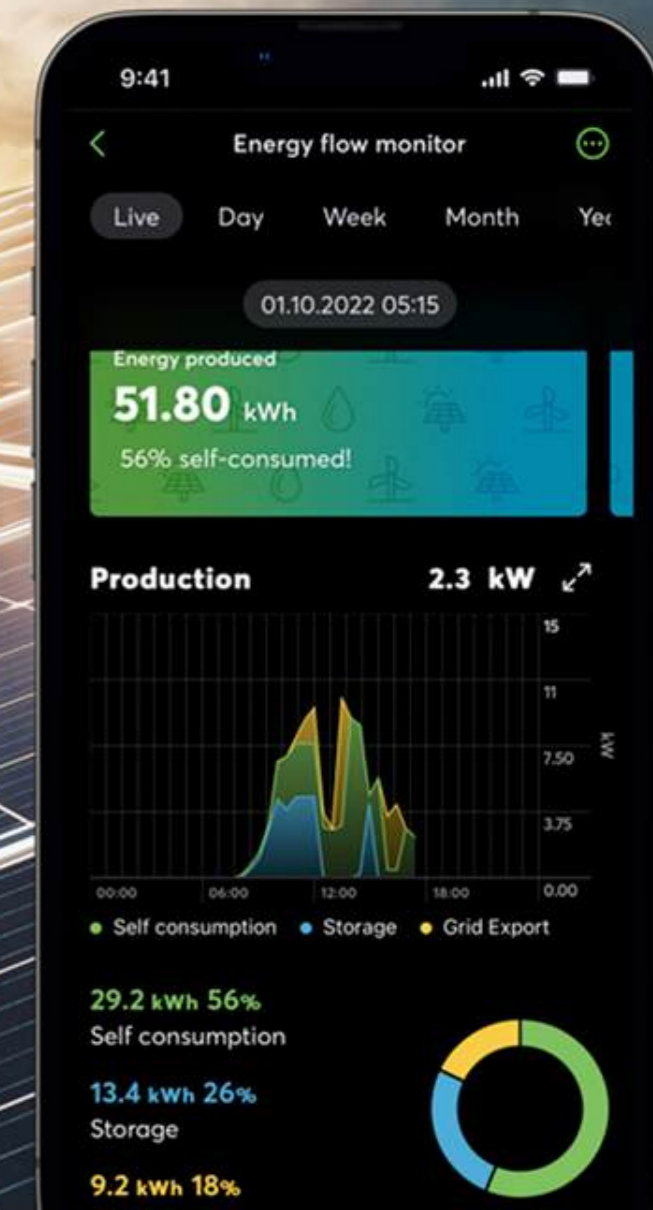 9:41
Energy flow monitor
Live Day Week Month
01.10.2022 05:15
Energy produced
51.80 kWh
56% self-consumed!
Production 2.3 kW
15
11
7.50
kW
3.75
0.00
00:00 06:00 12:00 18:00
Self consumption Storage Grid Export
29.2 kWh 56%
Self consumption
13.4 kWh 26%
Storage
9.2 kWh 18%